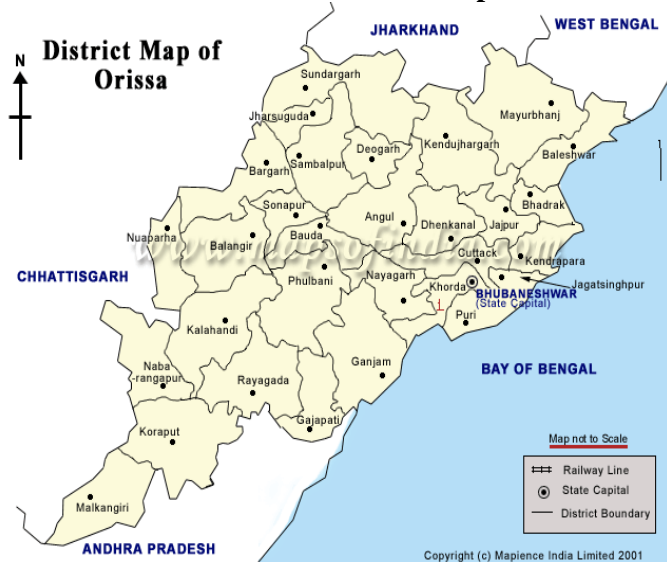 JHARKHAND
WEST BENGAL
District Map of
Orissa
N
Sundargarh
Jharsuguda
Mayurbhanj
Kendujhargarh
Deogarh
Sambalpur
Baleshwar
Bargarh
Sonapur
Bhadrak
Angul
Nuaparha
Bauda
Dhenkanal
Jajpur
Balangir
www.mapsofindia.com
Cuttack
Kendrapara
CHHATTISGARH
Phulbani
Nayagarh
Khorda
Jagatsinghpur
BHUBANESHWAR
(State Capital)
Puri
Kalahandi
Naba
-rangapur
Ganjam
BAY OF BENGAL
Rayagada
Koraput
Gajapati
Map not to Scale
Railway Line
State Capital
District Boundary
Malkangiri
ANDHRA PRADESH
Copyright (c) Mapience India Limited 2001